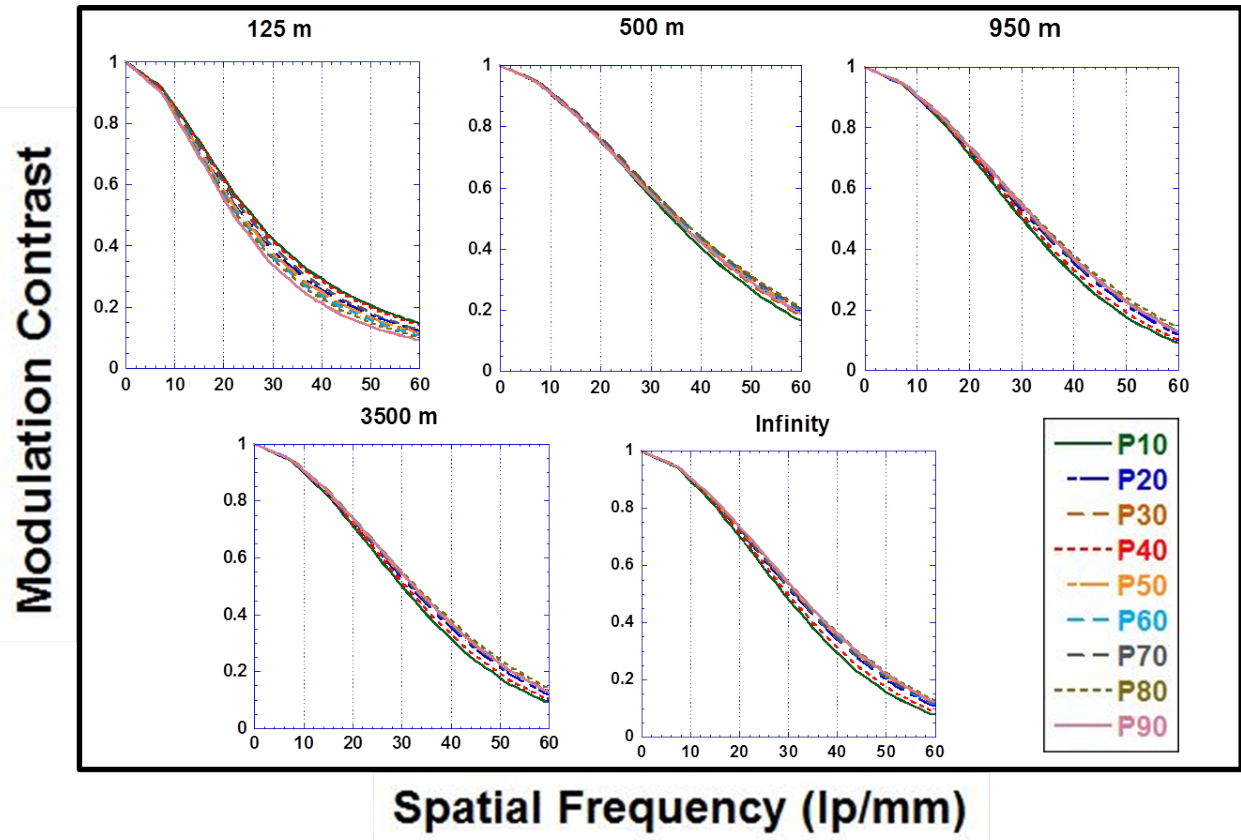 125 m
500 m
950 m
Modulation Contrast
1
0.8
0.6
0.4
0.2
0
0 10 20 30 40 50 60
1
0.8
0.6
0.4
0.2
0
0 10 20 30 40 50 60
1
0.8
0.6
0.4
0.2
0
0 10 20 30 40 50 60
3500 m
Infinity
1
0.8
0.6
0.4
0.2
0
0 10 20 30 40 50 60
1
0.8
0.6
0.4
0.2
0
0 10 20 30 40 50 60
P10
P20
P30
P40
P50
P60
P70
P80
P90
Spatial Frequency (lp/mm)